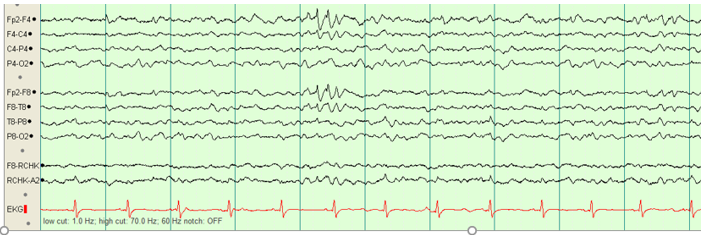 Fp2-F4
F4-C4
C4-P4
P4-O2
Fp2-F8
F8-T8
T8-P8
P8-O2
F8-RCHK
RCHK-A2
EKG
low cut: 1.0 Hz; high cut: 70.0 Hz; 60 Hz notch: OFF